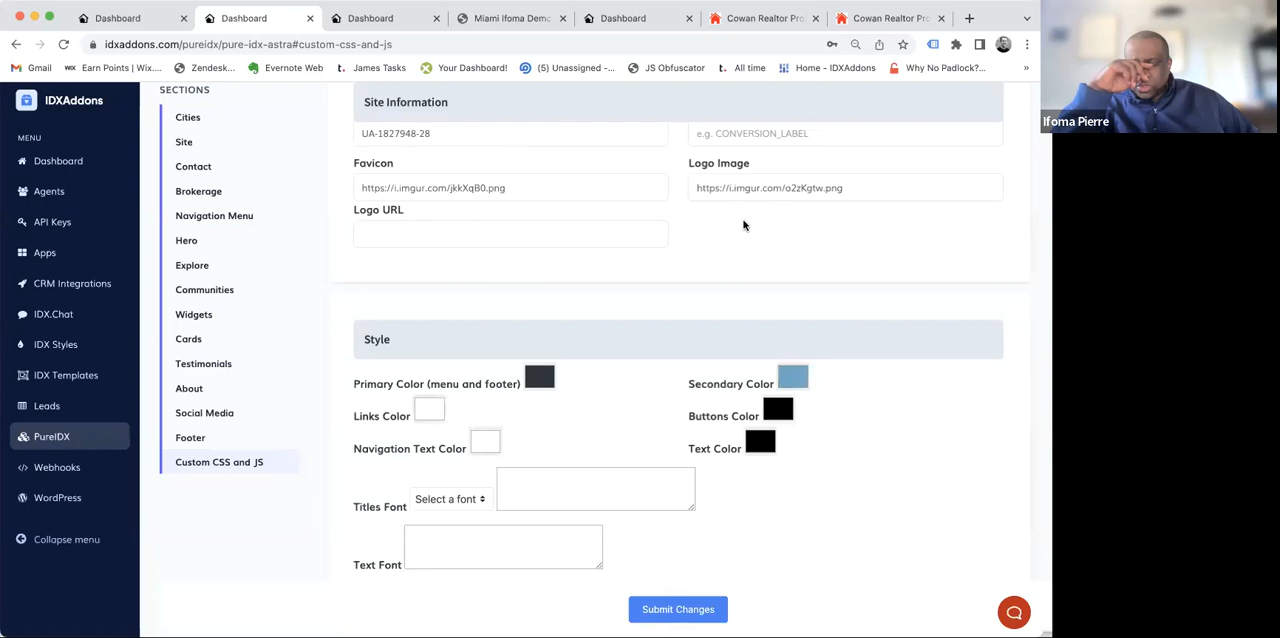 Dashboard
Dashboard
Dashboard
Miami Ifoma Demo
Dashboard
Cowan Realtor Pro
Cowan Realtor Pro
idxaddons.com/pureidx/pure-idx-astra#custom-css-and-js
Gmail
WIX Earn Points | Wix....
Zendesk...
Evernote Web
t. James Tasks
Your Dashboard!
(5) Unassigned -...
JS Obfuscator
t. All time
Home - IDXAddons
Why No Padlock?...
»
Ifoma Pierre
IDXAddons
MENU
Dashboard
Agents
API Keys
Apps
CRM Integrations
IDX.Chat
IDX Styles
IDX Templates
Leads
PureIDX
Webhooks
WordPress
Collapse menu
SECTIONS
Cities
Site
Contact
Brokerage
Navigation Menu
Hero
Explore
Communities
Widgets
Cards
Testimonials
About
Social Media
Footer
Custom CSS and JS
Site Information
UA-1827948-28
e.g. CONVERSION_LABEL
Favicon
Logo Image
https://i.imgur.com/jkkXqB0.png
https://i.imgur.com/o2zKgtw.png
Logo URL
Style
Primary Color (menu and footer)
Secondary Color
Links Color
Buttons Color
Navigation Text Color
Text Color
Titles Font Select a font
Text Font
Submit Changes